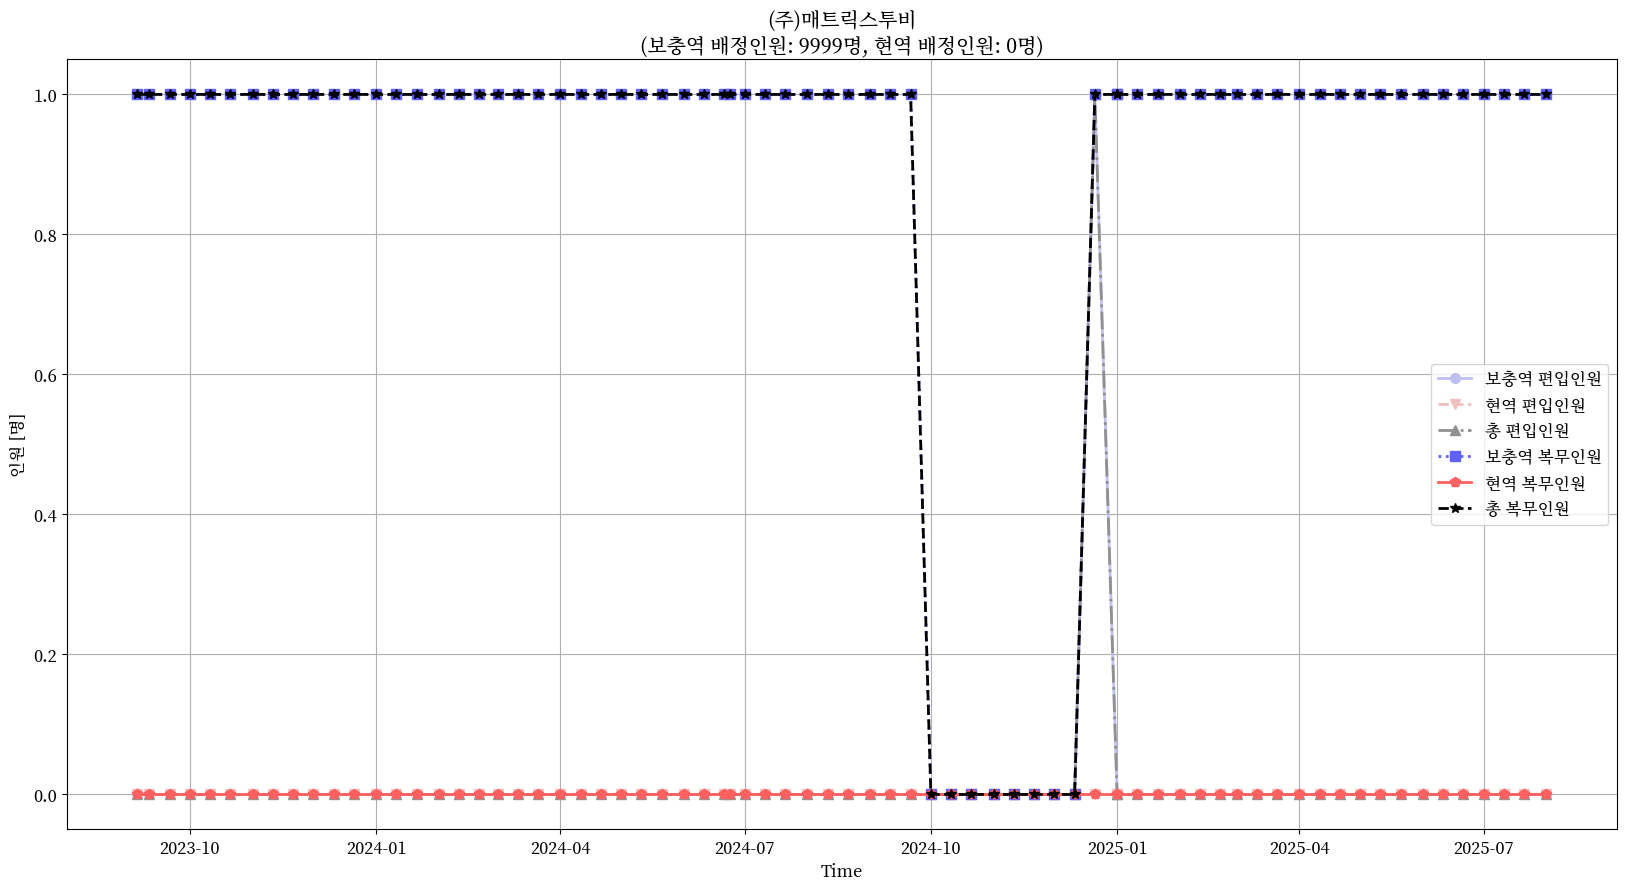 (주)매트릭스투비
(보충역 배정인원: 9999명, 현역 배정인원: 0명)
인원 [명]
1.0
0.8
0.6
0.4
0.2
0.0
보충역 편입인원
현역 편입인원
총 편입인원
보충역 복무인원
현역 복무인원
총 복무인원
2023-10 2024-01 2024-04 2024-07 2024-10 2025-01 2025-04 2025-07
Time